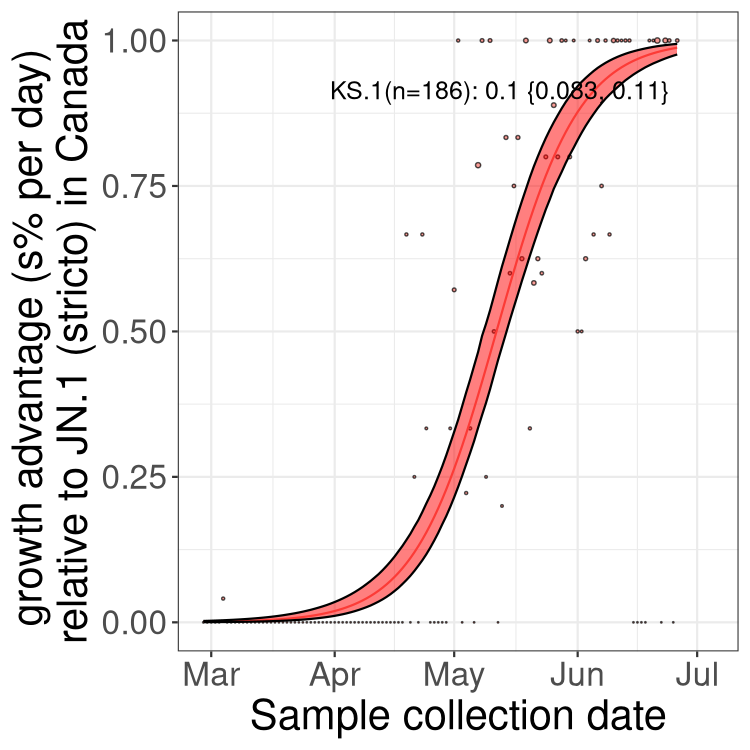 growth advantage (s% per day)
relative to JN.1 (stricto) in Canada
1.00
0.75
0.50
0.25
0.00
KS.1(n=186): 0.1 {0.083, 0.11}
Mar Apr May Jun Jul
Sample collection date